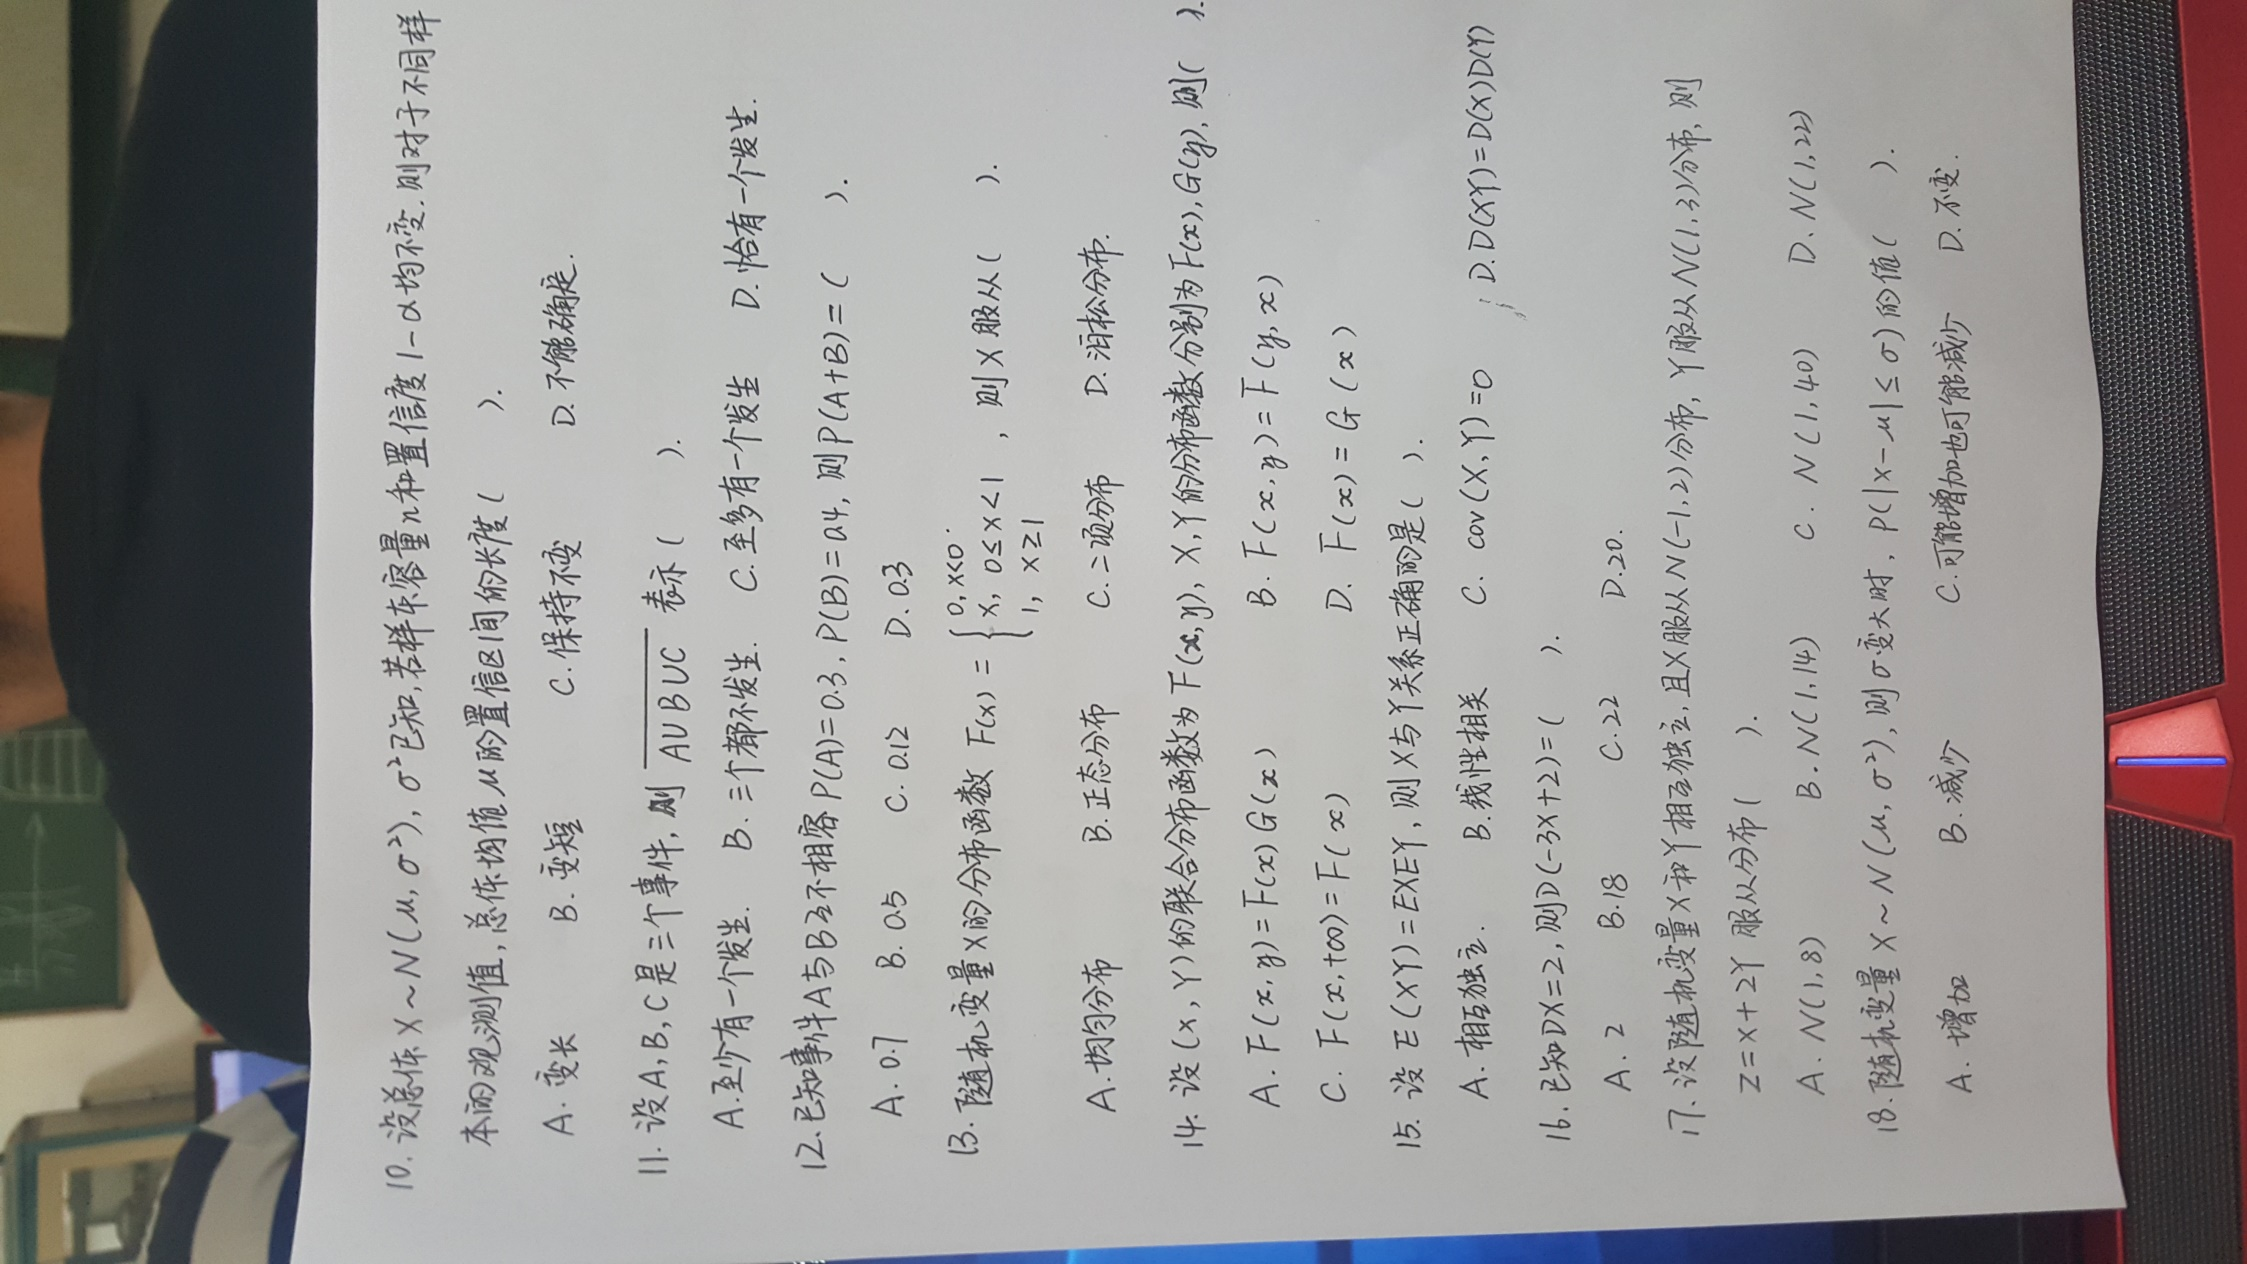 10. 设总体X~N(μ,σ²),σ²已知,若样本容量n和置信度1-α均不变.则对于不同样
本的观测值,总体均值μ的置信区间的长度( ).
A. 变长 B. 变短 C.保持不变 D. 不能确定.
11. 设A,B,C是三个事件,则 \overline{A∪B∪C} 表示( ).
A.至少有一个发生. B. 三个都不发生. C.至多有一个发生 D.恰有一个发生.
12.已知事件A与B互不相容P(A)=0.3,P(B)=0.4,则P(A+B)=( ).
A. 0.7 B. 0.5 C. 0.12 D. 0.3
13. 随机变量X的分布函数 F(x)= { 0, x<0. x, 0≤x<1 1, x≥1 , 则X服从( ).
A.均匀分布 B.正态分布 C.二项分布 D.泊松分布.
14. 设(X,Y)的联合分布函数为F(x,y), X,Y的分布函数分别为F(x),G(y),则( ).
A. F(x,y)=F(x)G(x) B. F(x,y)=F(y,x)
C. F(x,+∞)=F(x) D. F(x)=G(x)
15. 设E(XY)=EXEY,则X与Y关系正确的是( ).
A. 相互独立. B.线性相关 C. cov(X,Y)=0 D.D(XY)=D(X)D(Y)
16.已知DX=2,则D(-3X+2)=( ).
A. 2 B.18 C.22 D.20.
17. 设随机变量X和Y相互独立,且X服从N(-1,2)分布,Y服从N(1,3)分布,则
Z=X+2Y 服从分布( ).
A. N(1,8) B. N(1,14) C. N(1,40) D. N(1,22)
18.随机变量 X~N(μ,σ²),则σ变大时, P(|X-μ|≤σ)的值( ).
A. 增加 B. 减少 C.可能增加也可能减少 D.不变.